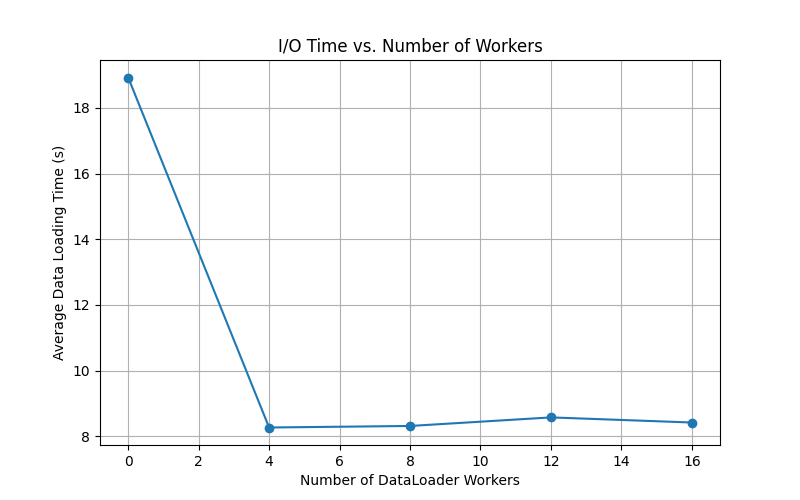 I/O Time vs. Number of Workers
Average Data Loading Time (s)
18
16
14
12
10
8
0 2 4 6 8 10 12 14 16
Number of DataLoader Workers